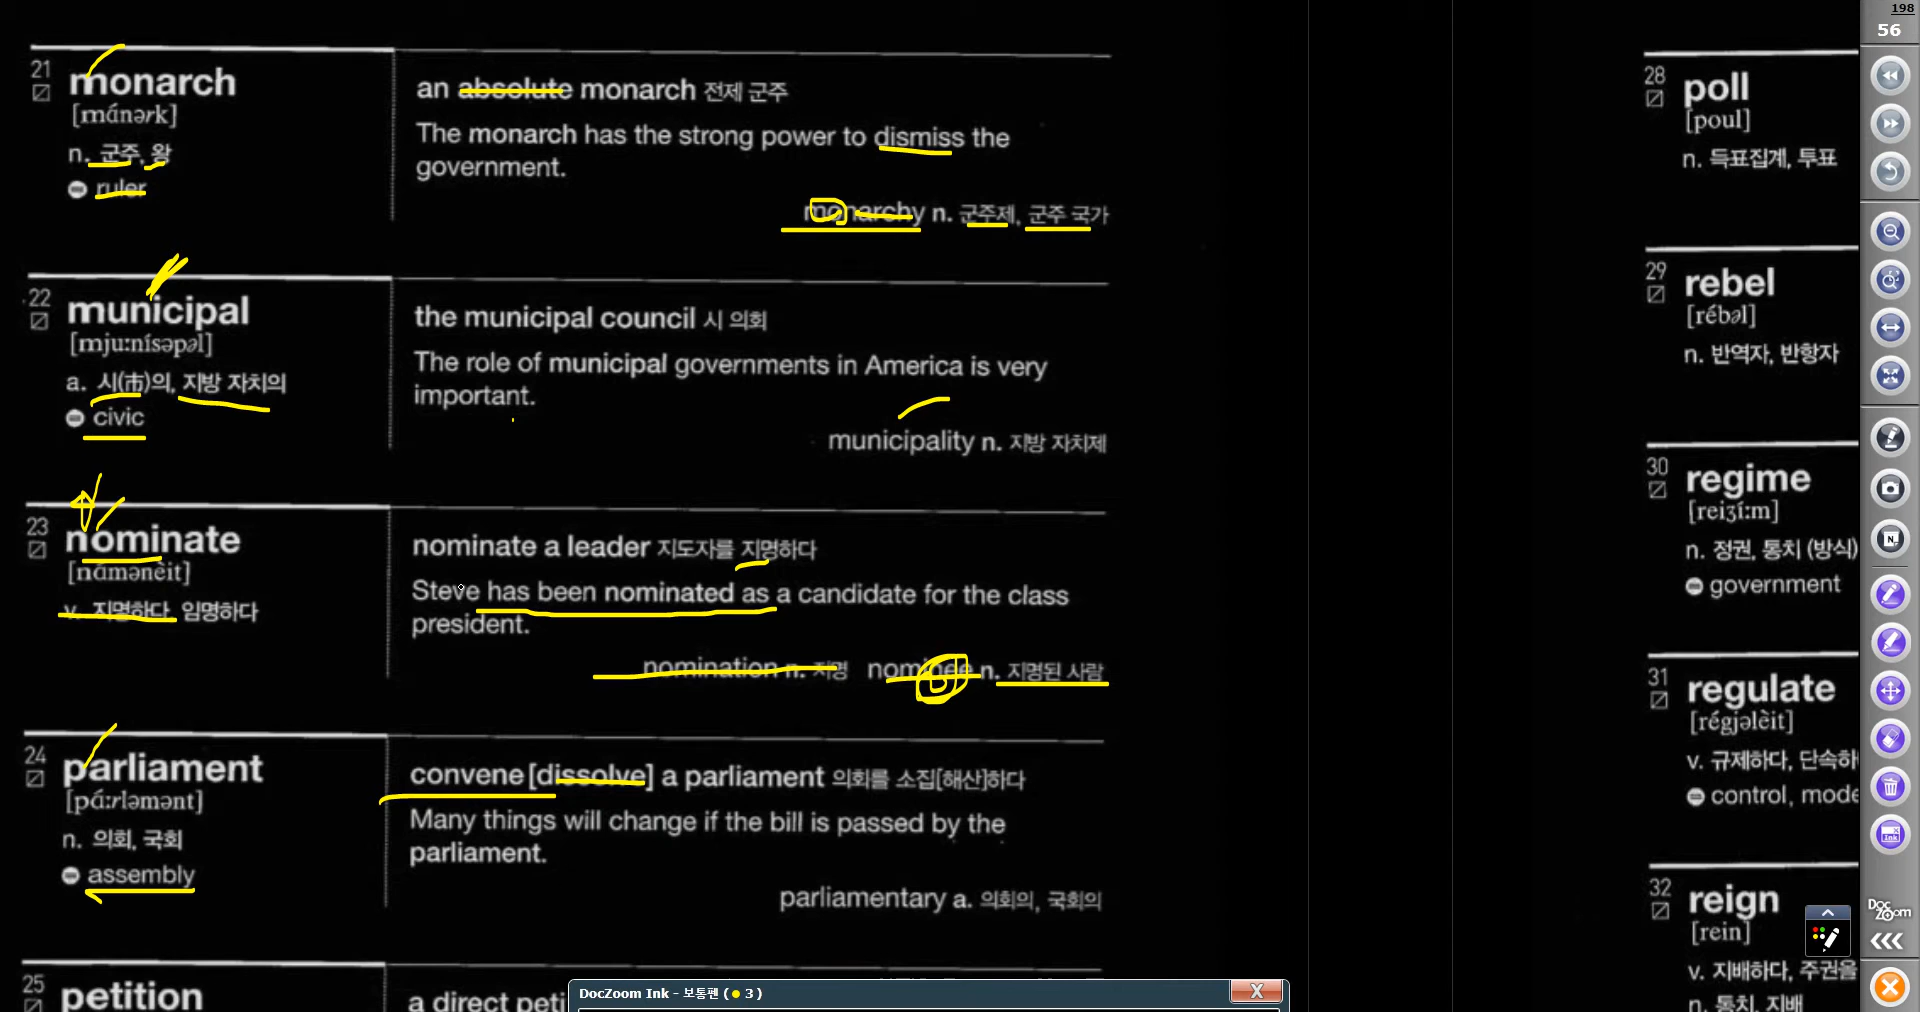 198
56
21
monarch
[mάnərk]
n. 군주, 왕
ruler
an absolute monarch 전제 군주
The monarch has the strong power to dismiss the
government.
monarchy n. 군주제, 군주 국가
22
municipal
[mju:nísəpəl]
a. 시(市)의, 지방 자치의
civic
the municipal council 시 의회
The role of municipal governments in America is very
important.
municipality n. 지방 자치제
23
nominate
[nάmənèit]
v. 지명하다, 임명하다
nominate a leader 지도자를 지명하다
Steve has been nominated as a candidate for the class
president.
nomination n. 지명 nominee n. 지명된 사람
24
parliament
[pά:rləmənt]
n. 의회, 국회
assembly
convene [dissolve] a parliament 의회를 소집[해산]하다
Many things will change if the bill is passed by the
parliament.
parliamentary a. 의회의, 국회의
25
petition
a direct peti
28
poll
[poul]
n. 득표집계, 투표
29
rebel
[rébəl]
n. 반역자, 반항자
30
regime
[reiʒí:m]
n. 정권, 통치 (방식)
government
31
regulate
[régjəlèit]
v. 규제하다, 단속하
control, mode
32
reign
[rein]
v. 지배하다, 주권을
n. 통치, 지배
DocZoom
DocZoom Ink - 보통펜 ( 3 )